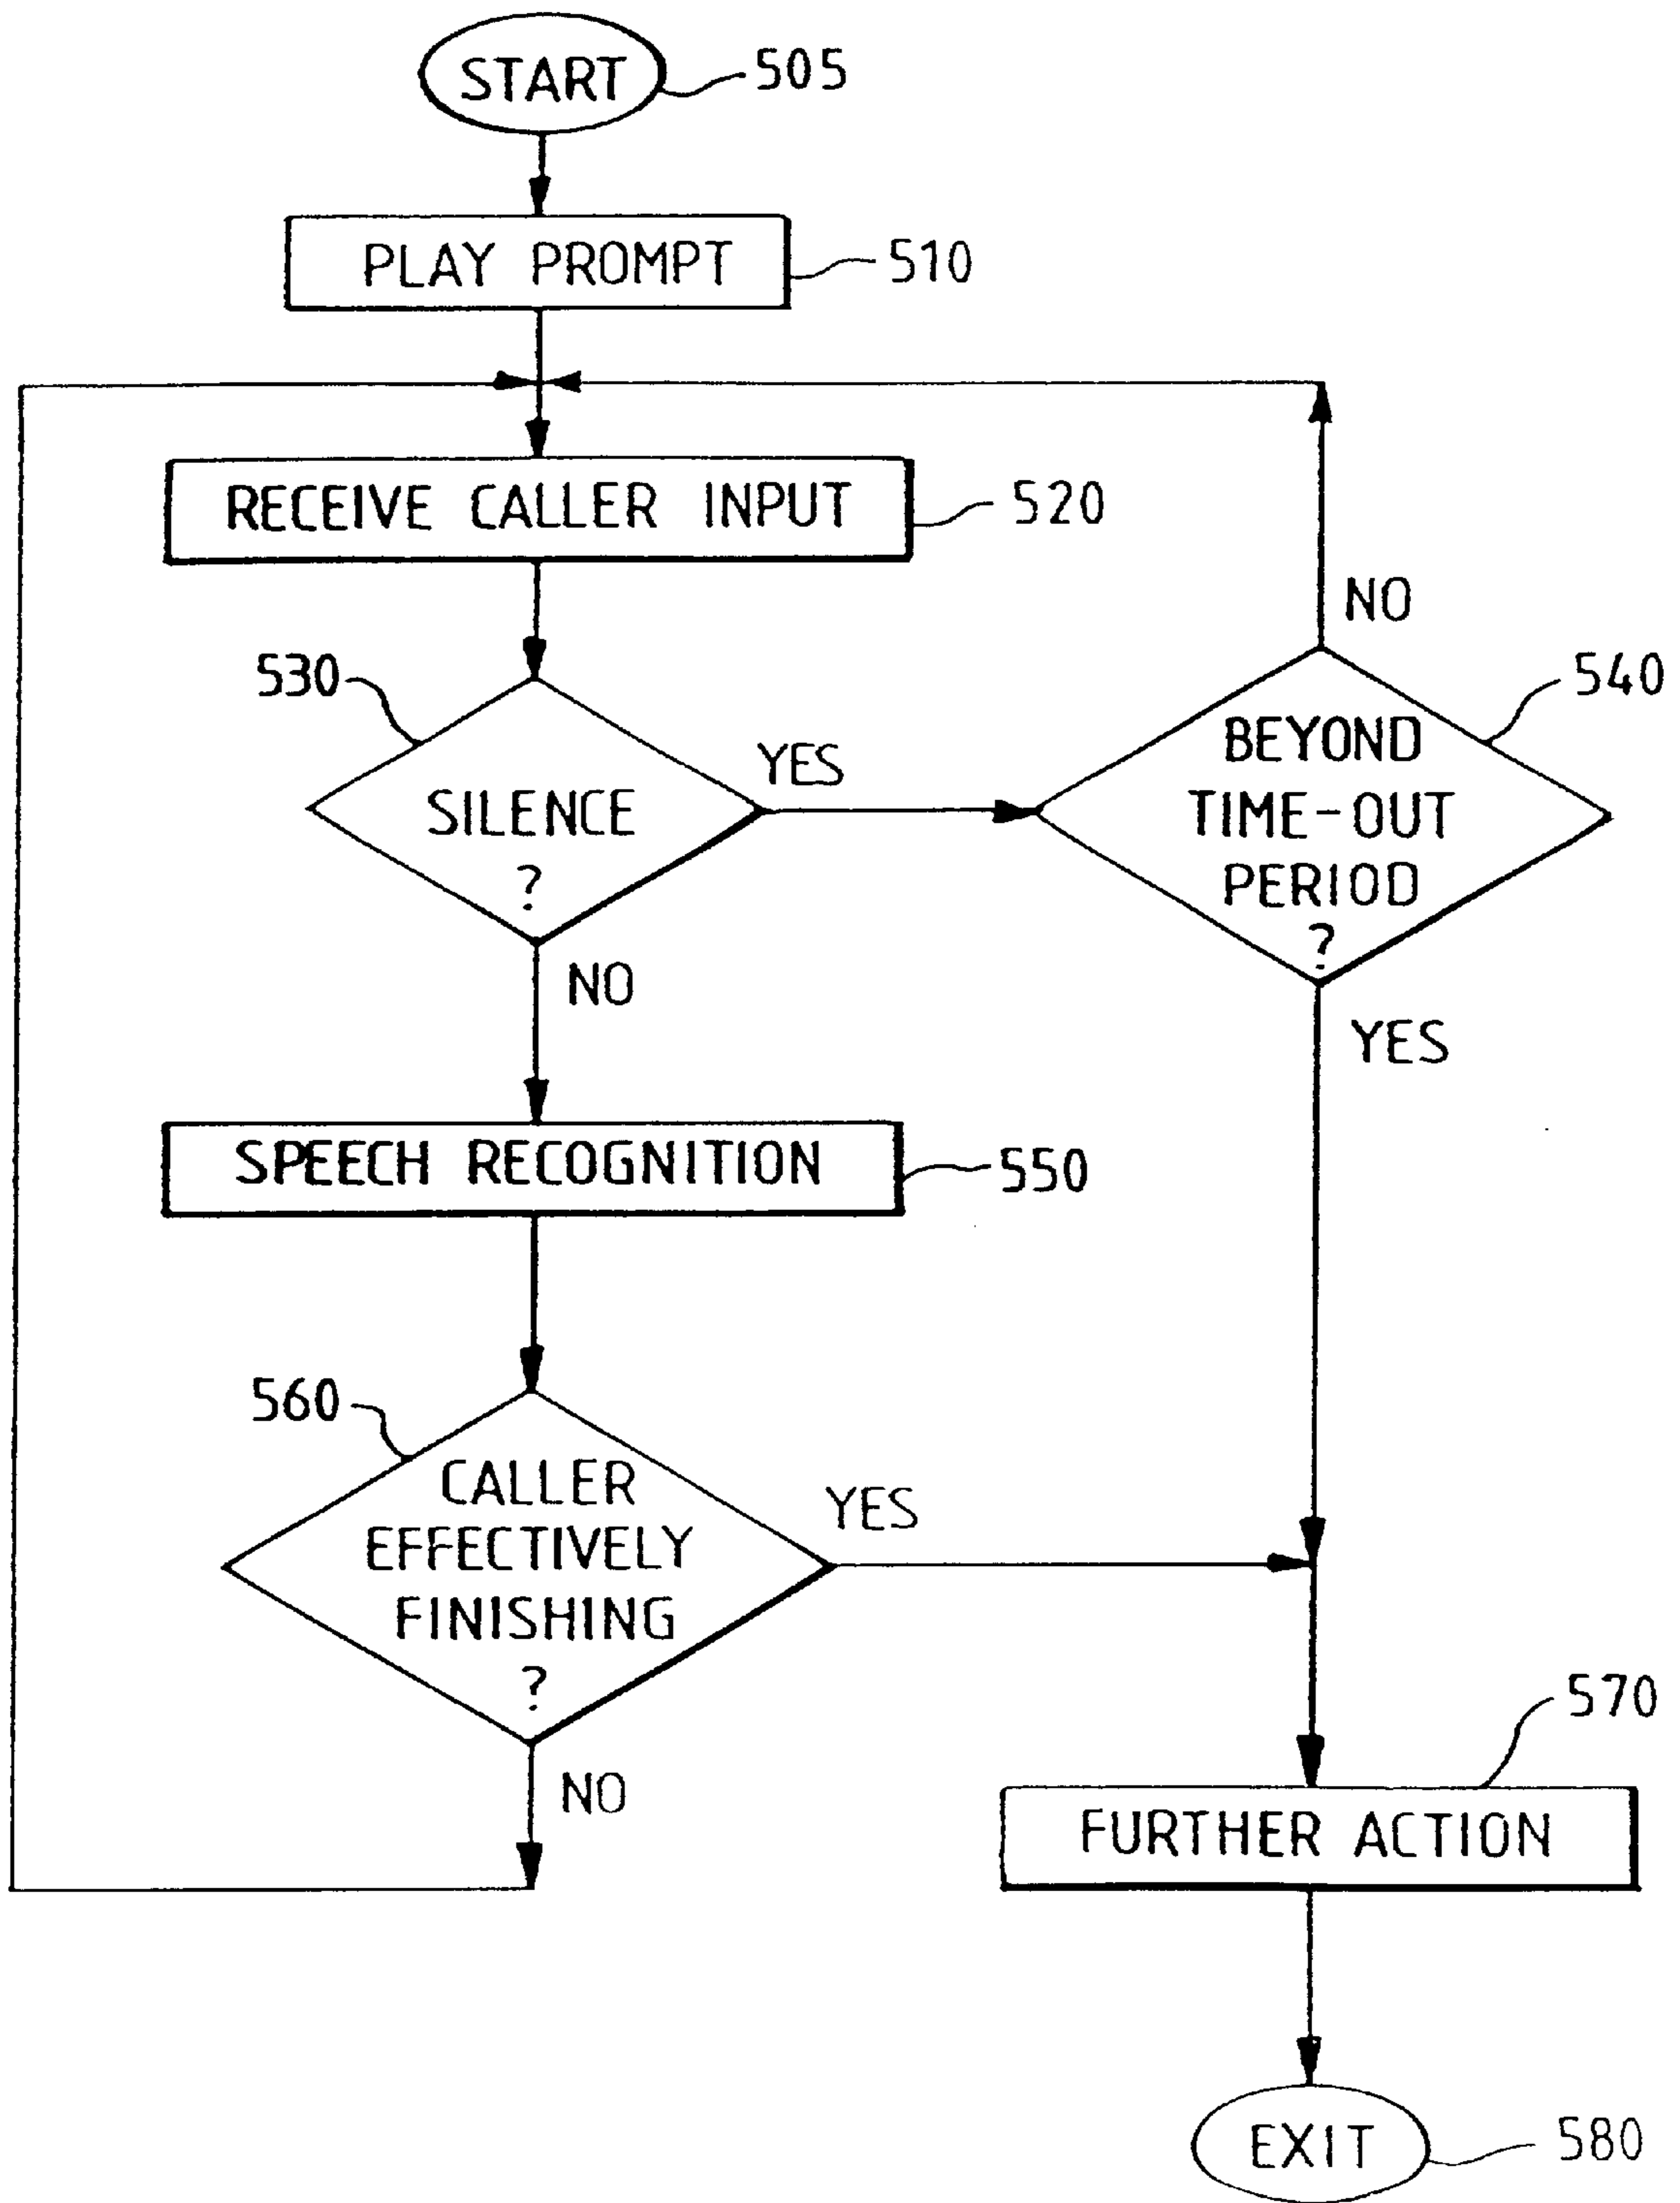 START
505
PLAY PROMPT
510
RECEIVE CALLER INPUT
520
NO
530
540
SILENCE
?
YES
BEYOND
TIME-OUT
PERIOD
?
NO
YES
SPEECH RECOGNITION
550
560
CALLER
EFFECTIVELY
FINISHING
?
YES
NO
570
FURTHER ACTION
EXIT
580